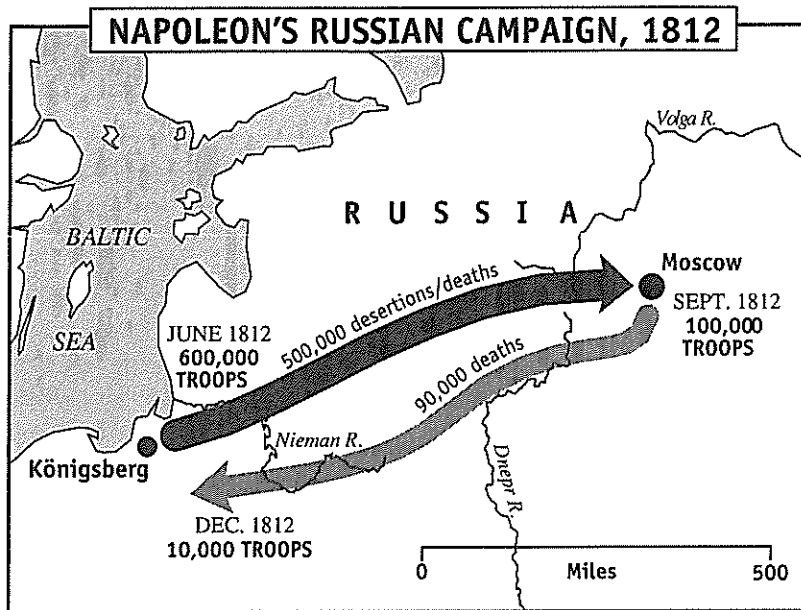 NAPOLEON'S RUSSIAN CAMPAIGN, 1812
Volga R.
RUSSIA
BALTIC
SEA
Moscow
SEPT. 1812
100,000
TROOPS
500,000 desertions/deaths
JUNE 1812
600,000
TROOPS
90,000 deaths
Nieman R.
Königsberg
Dnepr R.
DEC. 1812
10,000 TROOPS
0 Miles 500